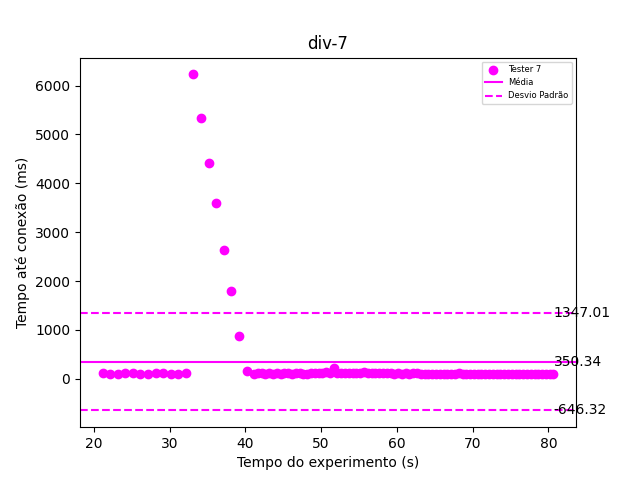 div-7
Tester 7
Média
Desvio Padrão
6000
5000
4000
3000
2000
1000
0
1347.01
350.34
-646.32
Tempo até conexão (ms)
20 30 40 50 60 70 80
Tempo do experimento (s)